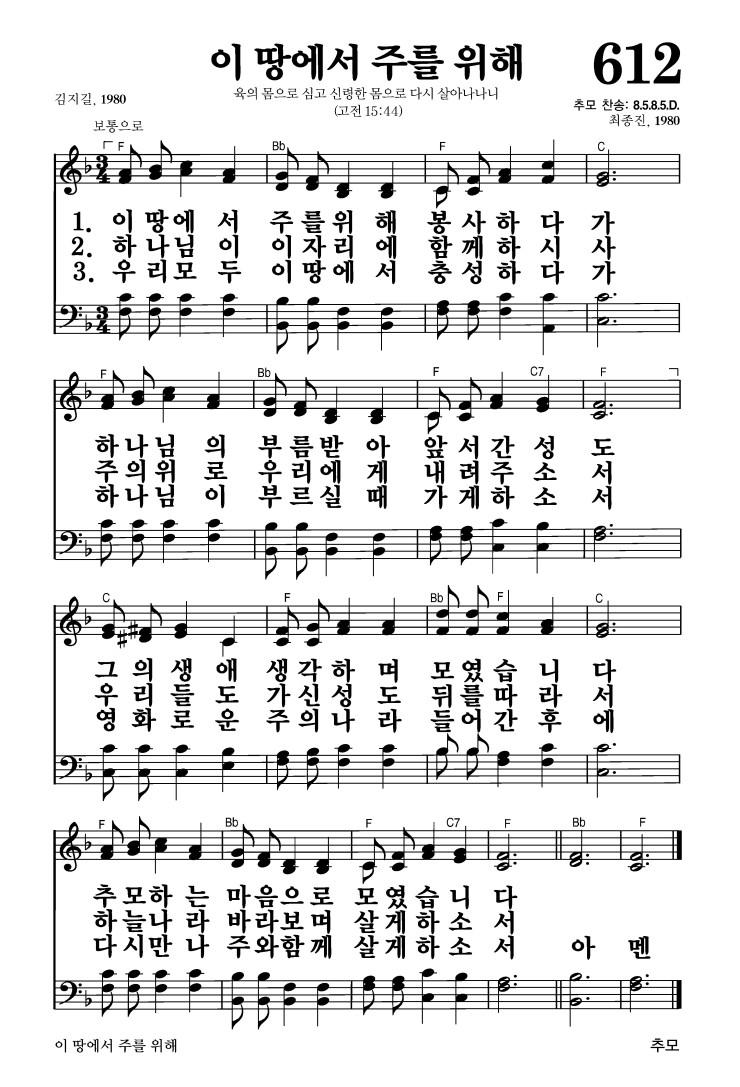 이 땅에서 주를 위해 612
육의 몸으로 심고 신령한 몸으로 다시 살아나나니
(고전 15:44)
김지길, 1980
추모 찬송: 8.5.8.5.D.
최종진, 1980
보통으로
F Bb F C
3/4
1. 이 땅에 서 주를위 해 봉사하 다 가
2. 하나님 이 이자리 에 함께하 시 사
3. 우리모 두 이땅에 서 충성하 다 가
3/4
F Bb F C7 F
하나님 의 부름받 아 앞서간 성 도
주의위 로 우리에 게 내려주 소 서
하나님 이 부르실 때 가게하 소 서
C F Bb F C
그의생 애 생각하 며 모였습 니 다
우리들 도 가신성 도 뒤를따 라 서
영화로 운 주의나 라 들어간 후 에
F Bb F C7 F Bb F
추모하 는 마음으 로 모였습 니 다
하늘나 라 바라보 며 살게하 소 서
다시만 나 주와함 께 살게하 소 서 아 멘
이 땅에서 주를 위해 추모